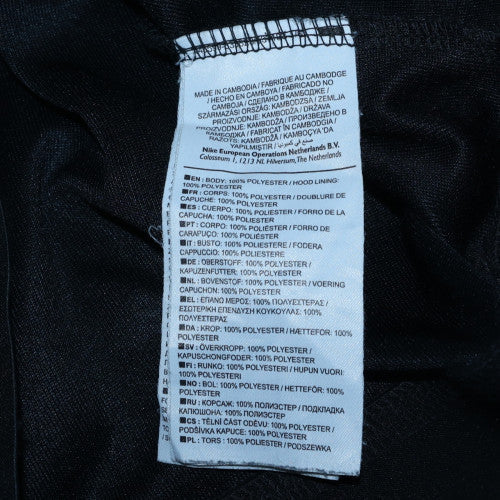 MADE IN CAMBODIA / FABRIQUE AU CAMBODGE
/ HECHO EN CAMBOYA / FABRICADO NO
CAMBOJA / СДЕЛАНО В КАМБОДЖЕ /
SZÁRMAZÁSI ORSZÁG: KAMBODZSA / ZEMLJA
PROIZVODNJE: KAMBODŽA / DRŽAVA
PROIZVODNJE: KAMBODŽA / ПРОИЗВЕДЕНО В
КАМБОДЖА / FABRICAT ÎN CAMBODGIA /
RAŽOTS: KAMBODŽĀ / KAMBOÇYA'DA
YAPILMIŞTIR / صنع في كمبوديا
Nike European Operations Netherlands B.V.
Colosseum 1, 1213 NL Hilversum, The Netherlands
EN : BODY: 100% POLYESTER / HOOD LINING:
100% POLYESTER
FR : CORPS: 100% POLYESTER / DOUBLURE DE
CAPUCHE: 100% POLYESTER
ES : CUERPO: 100% POLIÉSTER / FORRO DE LA
CAPUCHA: 100% POLIÉSTER
PT : CORPO: 100% POLIÉSTER / FORRO DE
CARAPUÇO: 100% POLIÉSTER
IT : BUSTO: 100% POLIESTERE / FODERA
CAPPUCCIO: 100% POLIESTERE
DE : OBERSTOFF: 100% POLYESTER /
KAPUZENFUTTER: 100% POLYESTER
NL : BOVENSTUK: 100% POLYESTER / VOERING
CAPUCHON: 100% POLYESTER
EL : ΕΠΑΝΩ ΜΕΡΟΣ: 100% ΠΟΛΥΕΣΤΕΡΑΣ /
ΕΣΩΤΕΡΙΚΗ ΕΠΕΝΔΥΣΗ ΚΟΥΚΟΥΛΑΣ: 100%
ΠΟΛΥΕΣΤΕΡΑΣ
DA : KROP: 100% POLYESTER / HÆTTEFOR: 100%
POLYESTER
SV : ÖVERKROPP: 100% POLYESTER /
KAPUSCHONGFODER: 100% POLYESTER
FI : RUNKO: 100% POLYESTERI / HUPUN VUORI
100% POLYESTERI
NO : BOL: 100% POLYESTER / HETTEFÔR: 100%
POLYESTER
RU : КОРСАЖ: 100% ПОЛИЭСТЕР / ПОДКЛАДКА
КАПЮШОНА: 100% ПОЛИЭСТЕР
CS : TĚLNÍ ČÁST 100% POLYESTER /
PODŠÍVKA KAPUCE: 100% POLYESTER
PL : TORS : 100% POLIESTER / PODSZEWKA